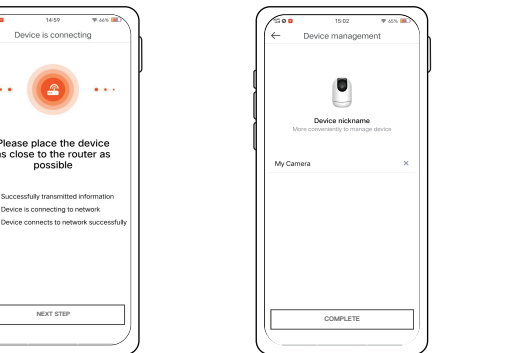 14:59
66%
Device is connecting
Please place the device
as close to the router as
possible
Successfully transmitted information
Device is connecting to network
Device connects to network successfully
NEXT STEP
15:02
66%
Device management
Device nickname
More conveniently to manage device
My Camera
COMPLETE